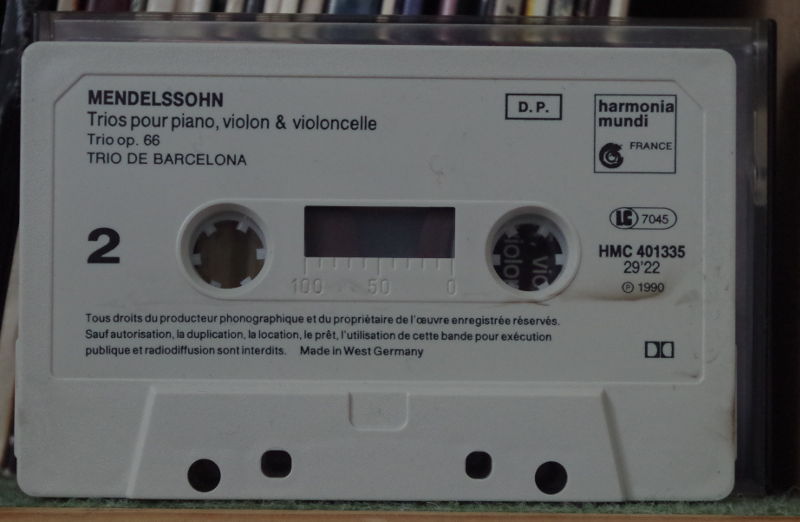 MENDELSSOHN
Trios pour piano, violon & violoncelle
Trio op. 66
TRIO DE BARCELONA
D. P.
harmonia
mundi
FRANCE
2
LC 7045
HMC 401335
29'22
℗ 1990
100 50 0
Tous droits du producteur phonographique et du propriétaire de l'œuvre enregistrée réservés.
Sauf autorisation, la duplication, la location, le prêt, l'utilisation de cette bande pour exécution
publique et radiodiffusion sont interdits. Made in West Germany